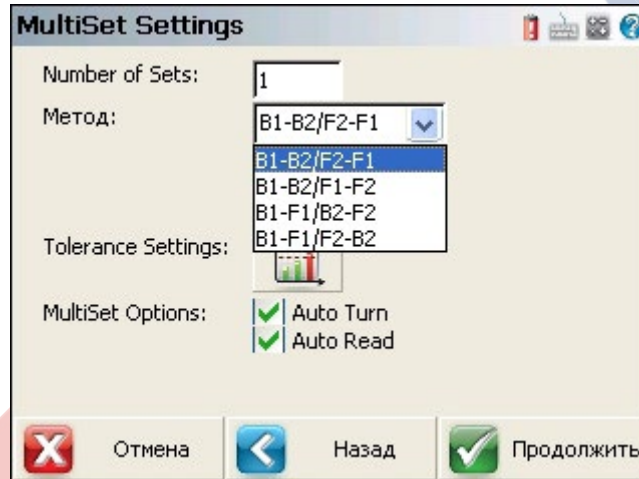 MultiSet Settings
Number of Sets: 1
Метод: B1-B2/F2-F1
B1-B2/F2-F1
B1-B2/F1-F2
B1-F1/B2-F2
B1-F1/F2-B2
Tolerance Settings:
MultiSet Options: Auto Turn
Auto Read
Отмена Назад Продолжить